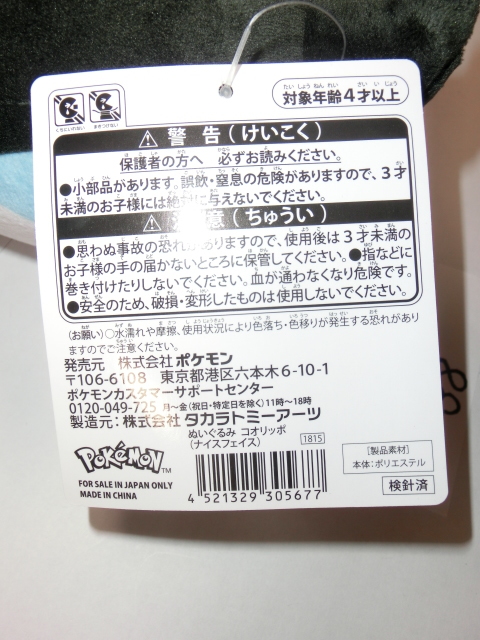 くちにいれない
まきつけない
対象年齢4才以上
警告(けいこく)
保護者の方へ 必ずお読みください。
●小部品があります。誤飲・窒息の危険がありますので、3才
未満のお子様には絶対に与えないでください。
意(ちゅうい)
●思わぬ事故の恐れがありますので、使用後は3才未満の
お子様の手の届かないところに保管してください。●指などに
巻き付けたりしないでください。血が通わなくなり危険です。
●安全のため、破損・変形したものは使用しないでください。
(お願い)○水濡れや摩擦、使用状況により色落ち・色移りが発生する恐れがあり
ますのでご注意ください。
発売元 株式会社ポケモン
〒106-6108 東京都港区六本木6-10-1
ポケモンカスタマーサポートセンター
0120-049-725 月~金(祝日・特定日を除く)11時~18時
製造元: 株式会社 タカラトミーアーツ
ぬいぐるみ コオリッポ
(ナイスフェイス)
1815
POKéMON TM
FOR SALE IN JAPAN ONLY
MADE IN CHINA
4 521329 305677
[製品素材]
本体:ポリエステル
検針済